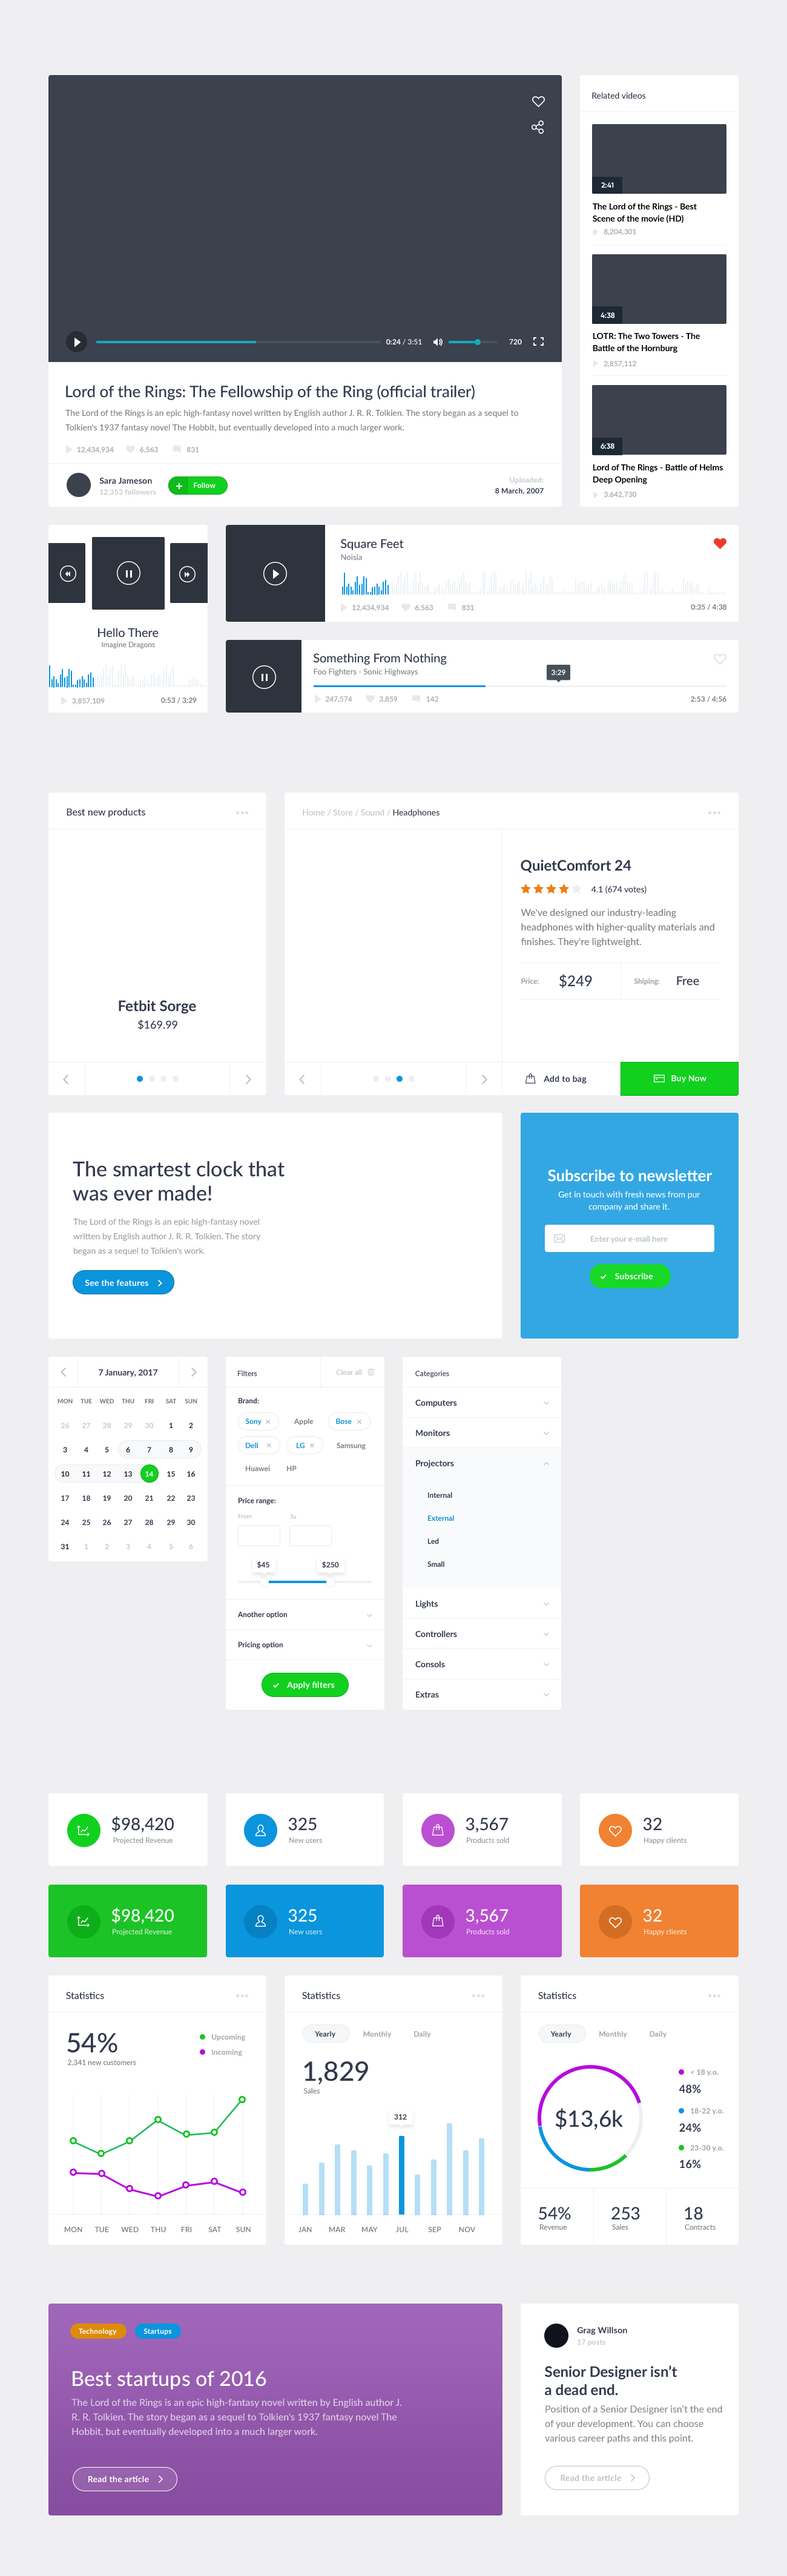 Related videos
2:41
The Lord of the Rings - Best
Scene of the movie (HD)
8,204,301
4:38
LOTR: The Two Towers - The
Battle of the Hornburg
2,857,112
6:38
Lord of The Rings - Battle of Helms
Deep Opening
3.642,730
0:24 / 3:51
720
Lord of the Rings: The Fellowship of the Ring (official trailer)
The Lord of the Rings is an epic high-fantasy novel written by English author J. R. R. Tolkien. The story began as a sequel to
Tolkien's 1937 fantasy novel The Hobbit, but eventually developed into a much larger work.
12,434,934 6,563 831
Sara Jameson
12,353 followers
Follow
Uploaded:
8 March, 2007
Hello There
Imagine Dragons
3,857,109 0:53 / 3:29
Square Feet
Noisia
12,434,934 6,563 831 0:35 / 4:38
Something From Nothing
Foo Fighters - Sonic Highways
3:29
247,574 3,859 142 2:53 / 4:56
Best new products
Fetbit Sorge
$169.99
Home / Store / Sound / Headphones
QuietComfort 24
4.1 (674 votes)
We've designed our industry-leading
headphones with higher-quality materials and
finishes. They're lightweight.
Price: $249 Shiping: Free
Add to bag Buy Now
The smartest clock that
was ever made!
The Lord of the Rings is an epic high-fantasy novel
written by English author J. R. R. Tolkien. The story
began as a sequel to Tolkien's work.
See the features
Subscribe to newsletter
Get in touch with fresh news from pur
company and share it.
Enter your e-mail here
Subscribe
7 January, 2017
MON TUE WED THU FRI SAT SUN
26 27 28 29 30 1 2
3 4 5 6 7 8 9
10 11 12 13 14 15 16
17 18 19 20 21 22 23
24 25 26 27 28 29 30
31 1 2 3 4 5 6
Filters Clear all
Brand:
Sony Apple Bose
Dell LG Samsung
Huawei HP
Price range:
From To
$45 $250
Another option
Pricing option
Apply filters
Categories
Computers
Monitors
Projectors
Internal
External
Led
Small
Lights
Controllers
Consols
Extras
$98,420
Projected Revenue
325
New users
3,567
Products sold
32
Happy clients
$98,420
Projected Revenue
325
New users
3,567
Products sold
32
Happy clients
Statistics
54%
2,341 new customers
Upcoming
Incoming
MON TUE WED THU FRI SAT SUN
Statistics
Yearly Monthly Daily
1,829
Sales
312
JAN MAR MAY JUL SEP NOV
Statistics
Yearly Monthly Daily
$13,6k
< 18 y.o.
48%
18-22 y.o.
24%
23-30 y.o.
16%
54%
Revenue
253
Sales
18
Contracts
Technology Startups
Best startups of 2016
The Lord of the Rings is an epic high-fantasy novel written by English author J.
R. R. Tolkien. The story began as a sequel to Tolkien's 1937 fantasy novel The
Hobbit, but eventually developed into a much larger work.
Read the article
Grag Willson
17 posts
Senior Designer isn't
a dead end.
Position of a Senior Designer isn't the end
of your development. You can choose
various career paths and this point.
Read the article